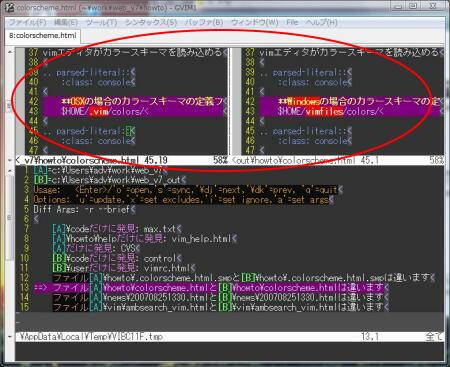 colorscheme.html (~¥work¥web_v7¥howto) - GVIM1
ファイル(F) 編集(E) ツール(T) シンタックス(S) バッファ(B) ウィンドウ(W) File ヘルプ(H)
8:colorscheme.html
37 vimエディタがカラースキーマを読み込める<
38 <
39 .. parsed-literal::<
40 :class: console<
41 <
42 **OSXの場合のカラースキーマの定義フ<
43 $HOME/.vim/colors/<
44 <
45 .. parsed-literal::EK
46 :class: console<
47 <
< v7¥howto¥colorscheme.html 45,19 58%
37 vimエディタがカラースキーマを読み込める
38 <
39 .. parsed-literal::<
40 :class: console<
41 <
42 **Windowsの場合のカラースキーマの定
43 $HOME/vimfiles/colors/<
44 <
45 .. parsed-literal::<
46 :class: console<
47 <
<out¥howto¥colorscheme.html 45,1 58%
1 [A]=c:¥Users¥adv¥work¥web_v7<
2 [B]=c:¥Users¥adv¥work¥web_v7_out
3 Usage: <Enter>/'o'=open,'s'=sync,'¥dj'=next,'¥dk'=prev, 'q'=quit<
4 Options: 'u'=update,'x'=set excludes,'i'=set ignore,'a'=set args
5 Diff Args: -r --brief<
6 <
7 [A]¥codeだけに発見: max.txt<
8 [A]¥howto¥helpだけに発見: vim_help.html<
9 [A]だけに発見: CVS<
10 [B]¥codeだけに発見: control<
11 [B]¥userだけに発見: vimrc.html<
12 ファイル[A]¥howto¥.colorscheme.html.swpと[B]¥howto¥.colorscheme.html.swpは違います<
13 ==> ファイル[A]¥howto¥colorscheme.htmlと[B]¥howto¥colorscheme.htmlは違います<
14 ファイル[A]¥news¥200708251330.htmlと[B]¥news¥200708251330.htmlは違います<
15 ファイル[A]¥vim¥ambsearch_vim.htmlと[B]¥vim¥ambsearch_vim.htmlは違います<
¥AppData¥Local¥Temp¥VIBC11F.tmp 13,1 全て